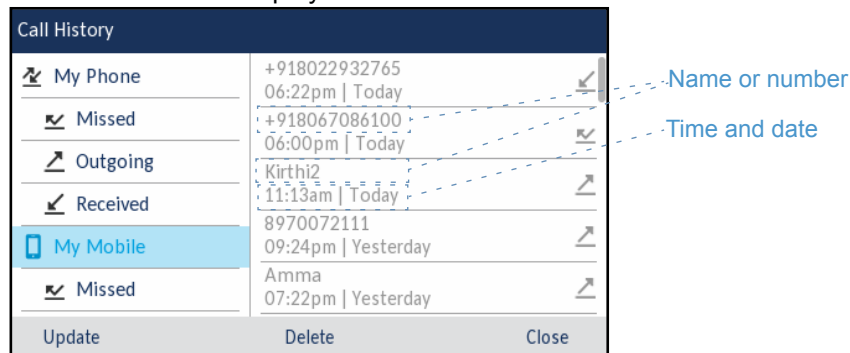 Call History
My Phone
Missed
Outgoing
Received
My Mobile
Missed
+918022932765
06:22pm | Today
+918067086100
06:00pm | Today
Kirthi2
11:13am | Today
8970072111
09:24pm | Yesterday
Amma
07:22pm | Yesterday
Name or number
Time and date
Update Delete Close